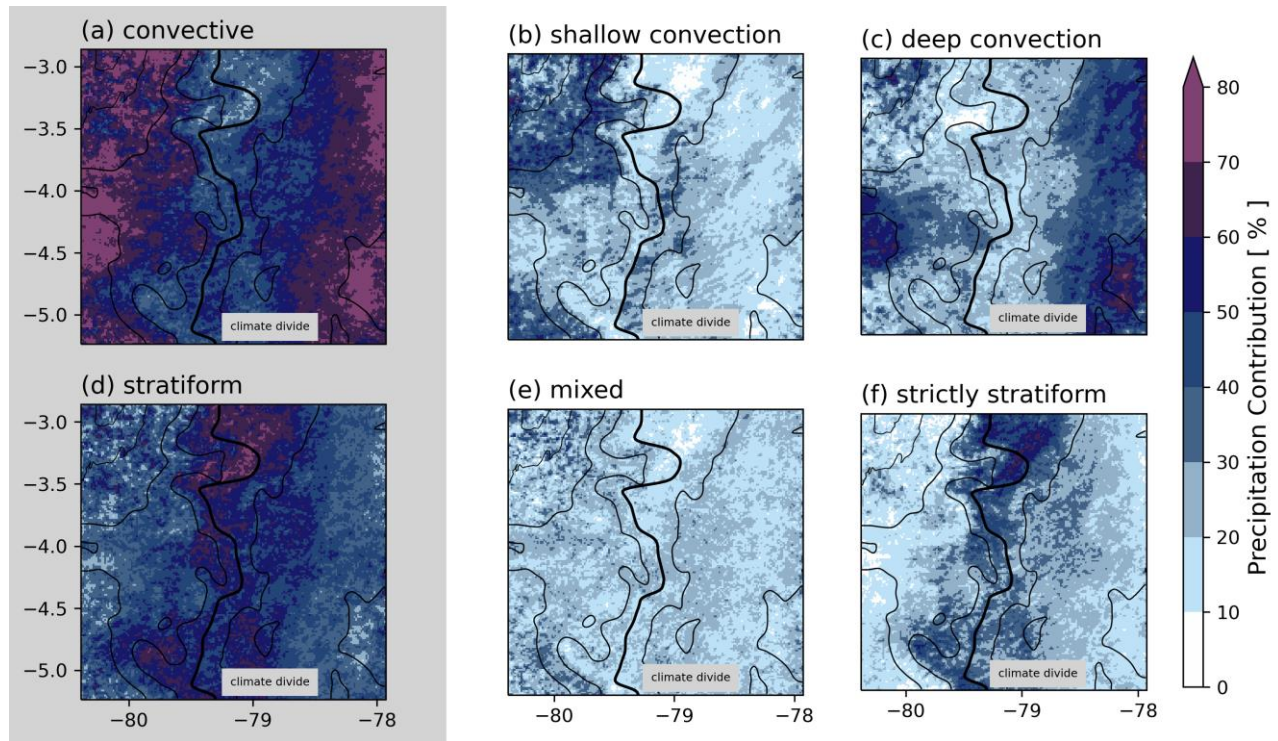 (a) convective
(b) shallow convection
(c) deep convection
−3.0
−3.5
−4.0
−4.5
−5.0
climate divide
climate divide
climate divide
(d) stratiform
(e) mixed
(f) strictly stratiform
−3.0
−3.5
−4.0
−4.5
−5.0
climate divide
climate divide
climate divide
−80
−79
−78
−80
−79
−78
−80
−79
−78
80
70
60
50
40
30
20
10
0
Precipitation Contribution [ % ]